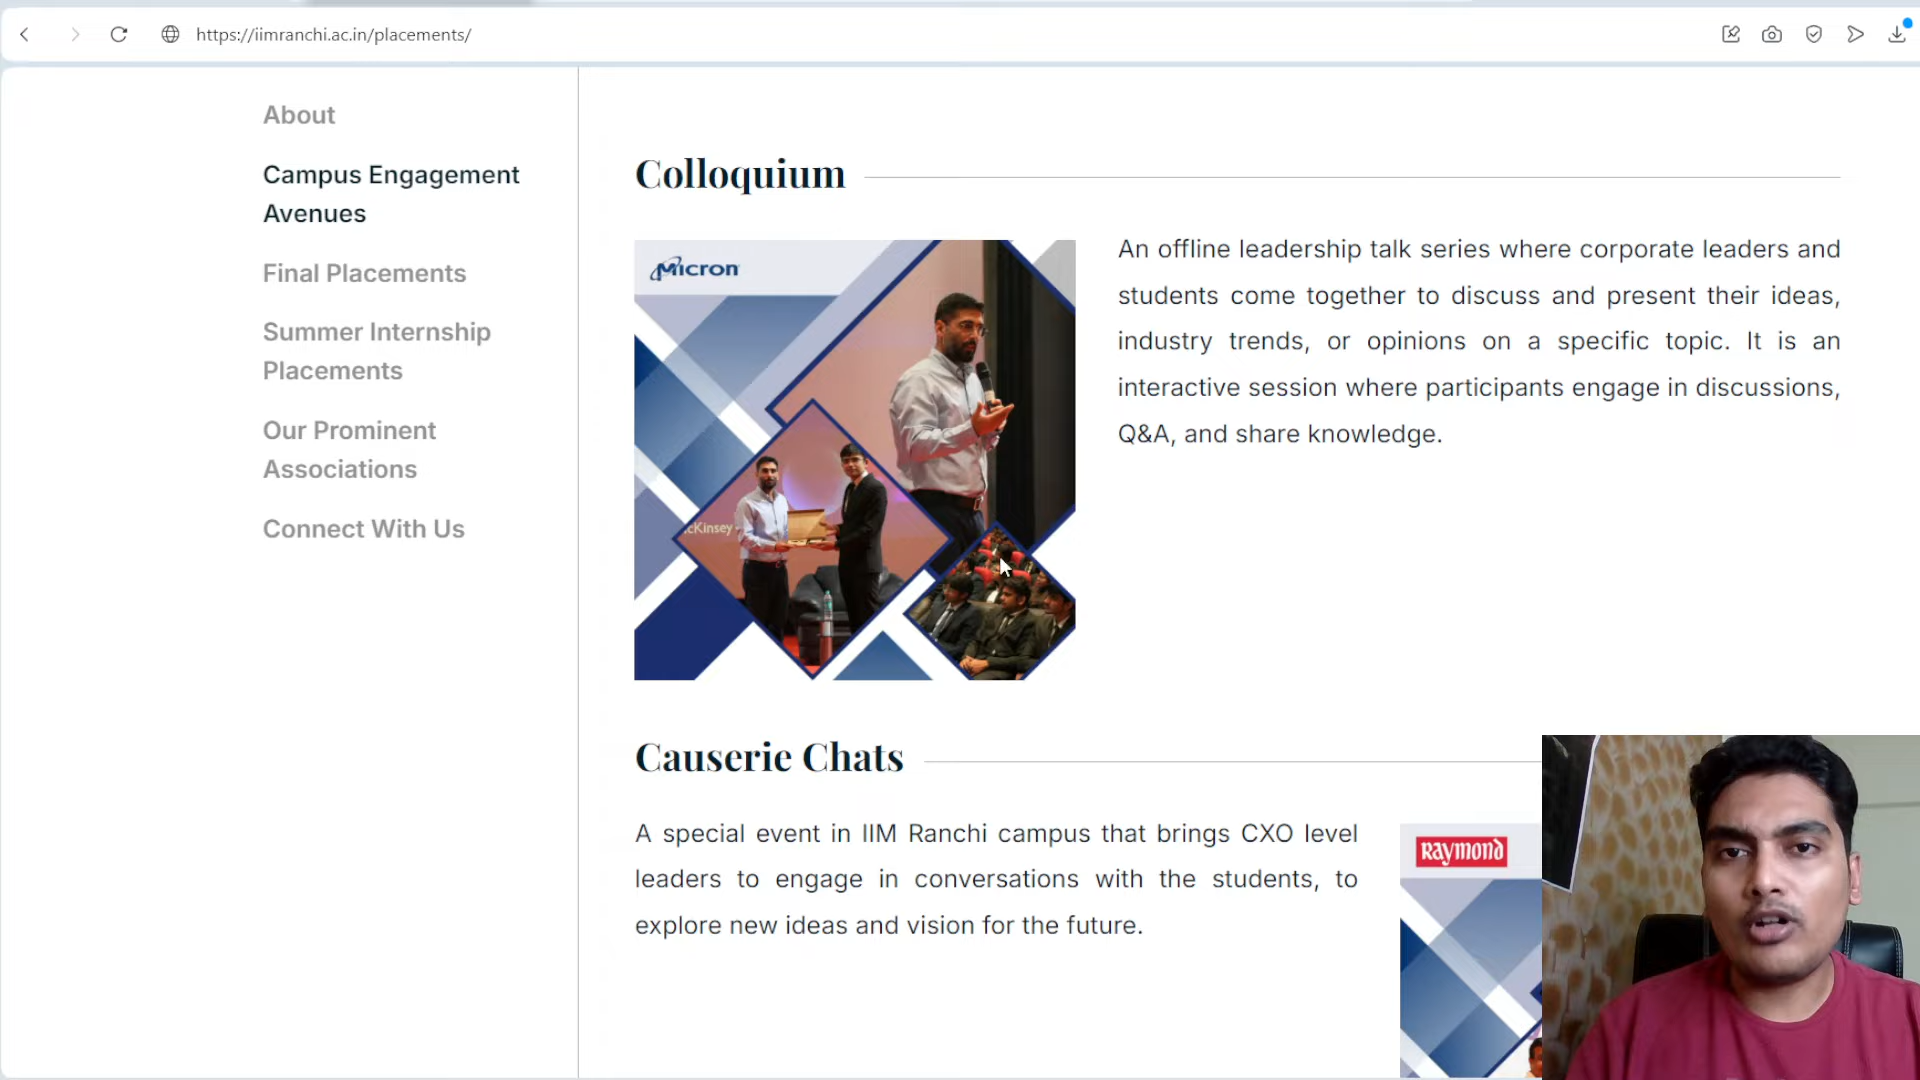 https://iimranchi.ac.in/placements/
About
Campus Engagement
Avenues
Final Placements
Summer Internship
Placements
Our Prominent
Associations
Connect With Us
Colloquium
Micron
cKinsey
An offline leadership talk series where corporate leaders and
students come together to discuss and present their ideas,
industry trends, or opinions on a specific topic. It is an
interactive session where participants engage in discussions,
Q&A, and share knowledge.
Causerie Chats
A special event in IIM Ranchi campus that brings CXO level
leaders to engage in conversations with the students, to
explore new ideas and vision for the future.
Raymond